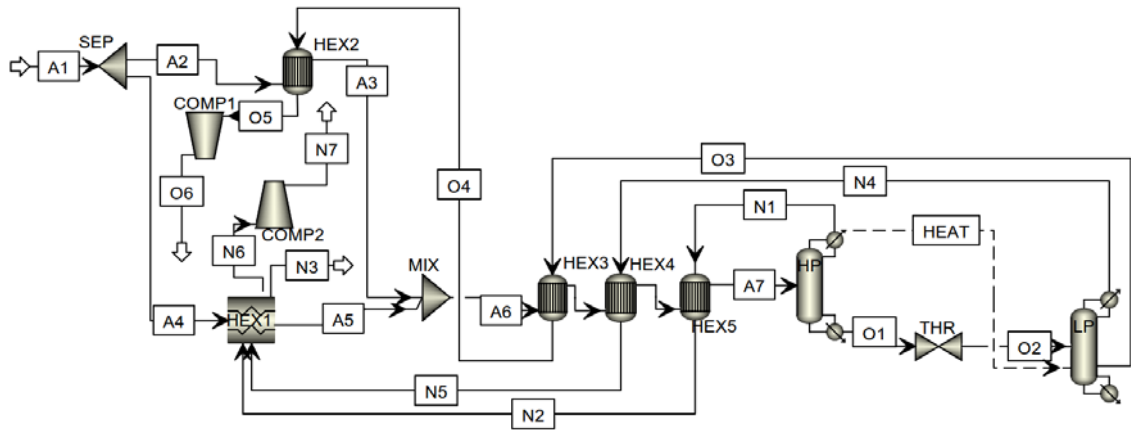 SEP
HEX2
A1
A2
A3
COMP1
O5
N7
O3
O4
N4
O6
N1
COMP2
HEAT
N6
N3
MIX
HP
HEX3
HEX4
A7
LP
A4
HEX1
A5
A6
HEX5
O1
THR
O2
N5
N2